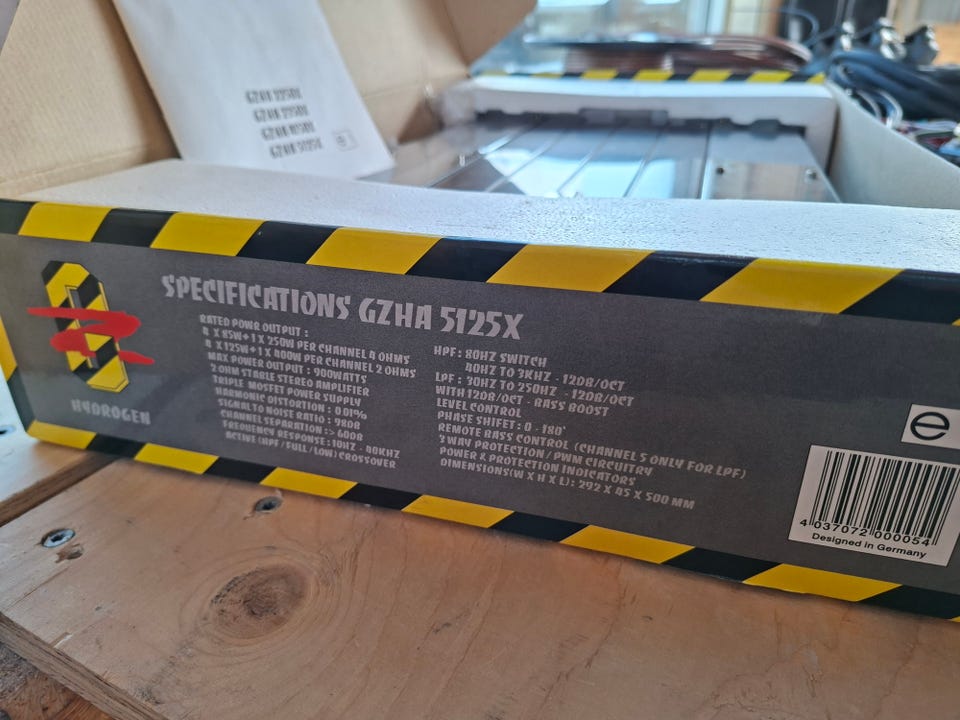 GZHA
GZHA
GZHA
GZHA 5125X
SPECIFICATIONS GZHA 5125X
RATED POWR OUTPUT :
4 X 85W+1 X 250W PER CHANNEL 4 OHMS
4 X 125W+1 X 400W PER CHANNEL 2 OHMS
MAX POWER OUTPUT : 900WATTS
2 OHM STABLE STEREO AMPLIFIER
TRIPLE MOSFET POWER SUPPLY
HARMONIC DISTORTION : 0.01%
SIGNAL TO NOISE RATIO : 98DB
CHANNEL SEPARATION :> 60DB
FREQUENCY RESPONSE : 10HZ - 40KHZ
ACTIVE (HPF / FULL / LOW) CROSSOVER
HPF : 80HZ SWITCH
40HZ TO 3KHZ - 12DB/OCT
LPF : 30HZ TO 250HZ - 12DB/OCT
WITH 12DB/OCT - BASS BOOST
LEVEL CONTROL
PHASE SHIFET : 0 - 180°
REMOTE BASS CONTROL (CHANNEL 5 ONLY FOR LPF)
3 WAY PROTECTION / PWM CIRCUITRY
POWER & PROTECTION INDICATORS
DIMENSIONS(W X H X L): 292 X 45 X 500 MM
HYDROGEN
e
4 037072 000054
Designed in Germany